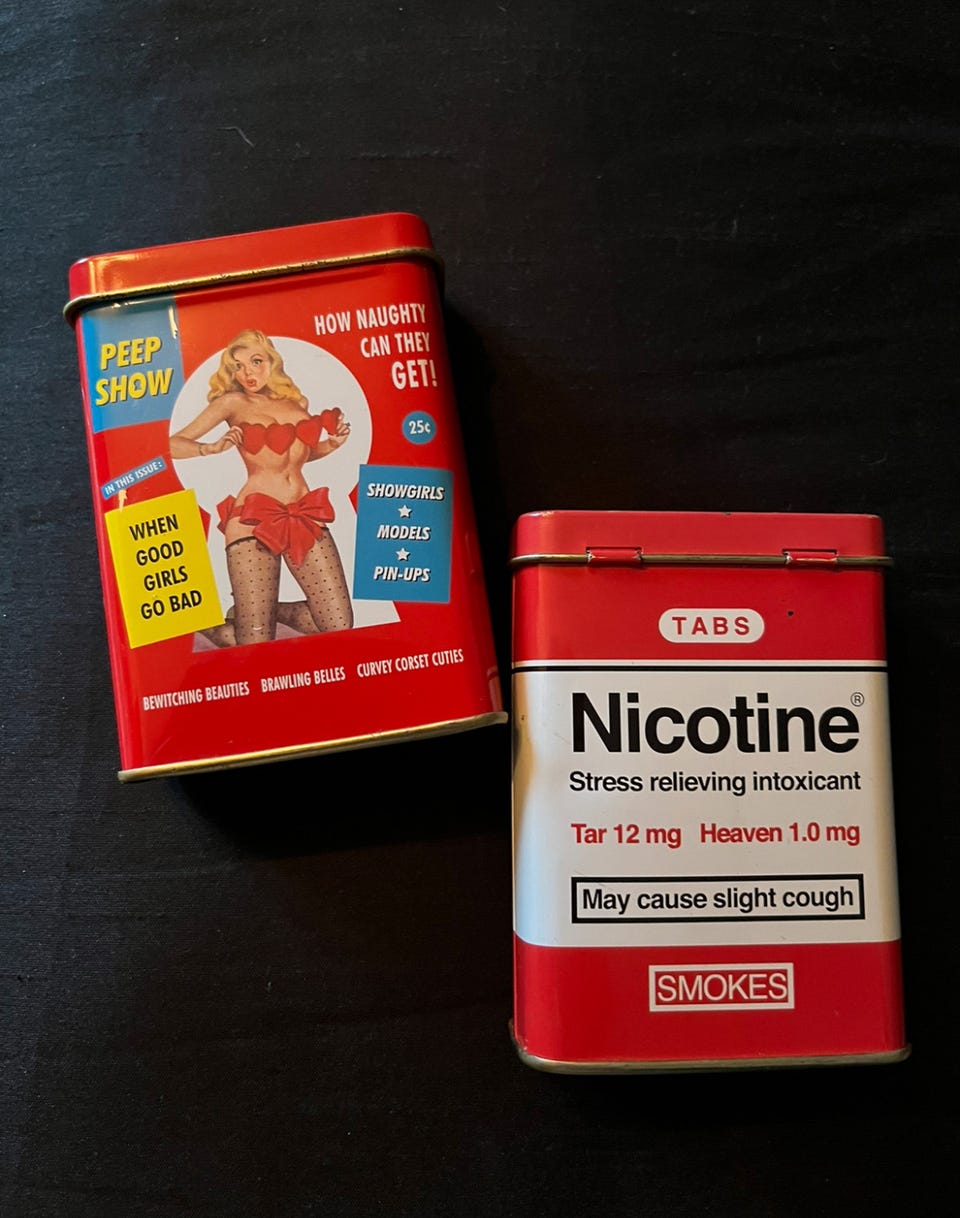 PEEP
SHOW
HOW NAUGHTY
CAN THEY
GET!
25¢
IN THIS ISSUE:
WHEN
GOOD
GIRLS
GO BAD
SHOWGIRLS
MODELS
PIN-UPS
BEWITCHING BEAUTIES BRAWLING BELLES CURVEY CORSET CUTIES
TABS
Nicotine®
Stress relieving intoxicant
Tar 12 mg Heaven 1.0 mg
May cause slight cough
SMOKES